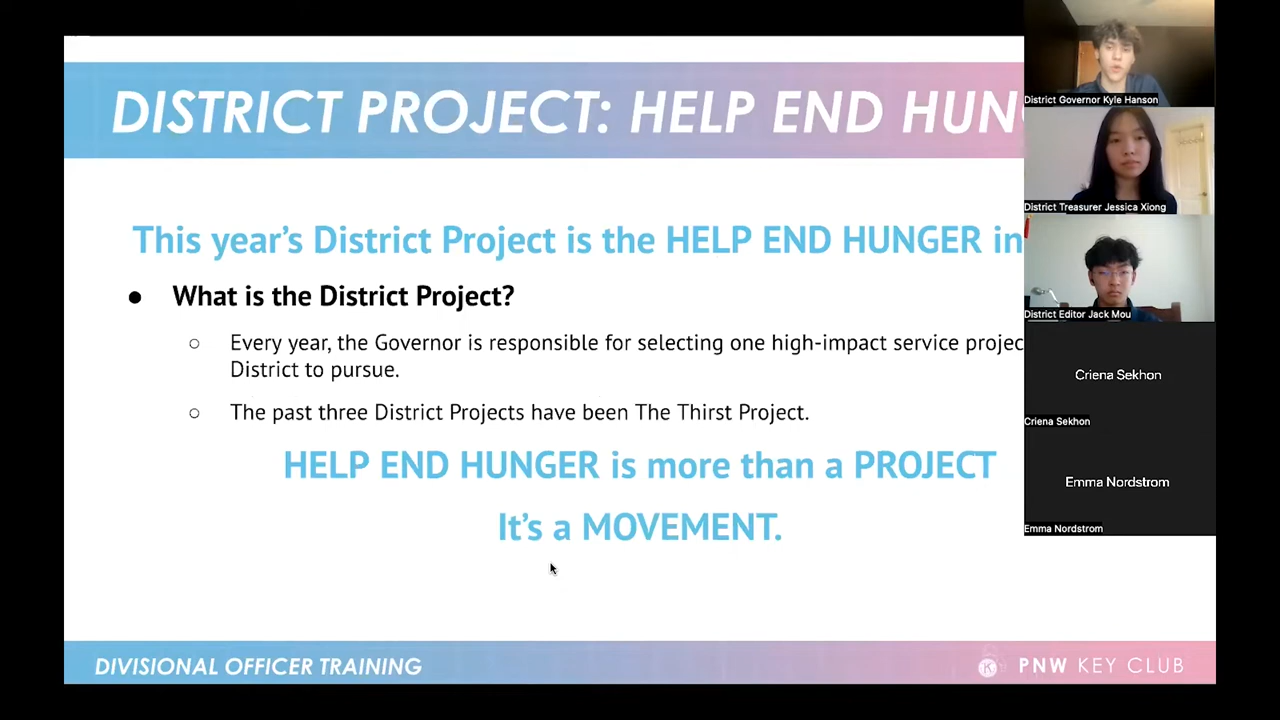 DISTRICT PROJECT: HELP END HUN
This year's District Project is the HELP END HUNGER in
● What is the District Project?
○ Every year, the Governor is responsible for selecting one high-impact service projec
District to pursue.
○ The past three District Projects have been The Thirst Project.
HELP END HUNGER is more than a PROJECT
It's a MOVEMENT.
DIVISIONAL OFFICER TRAINING
K PNW KEY CLUB
District Governor Kyle Hanson
District Treasurer Jessica Xiong
District Editor Jack Mou
Criena Sekhon
Criena Sekhon
Emma Nordstrom
Emma Nordstrom